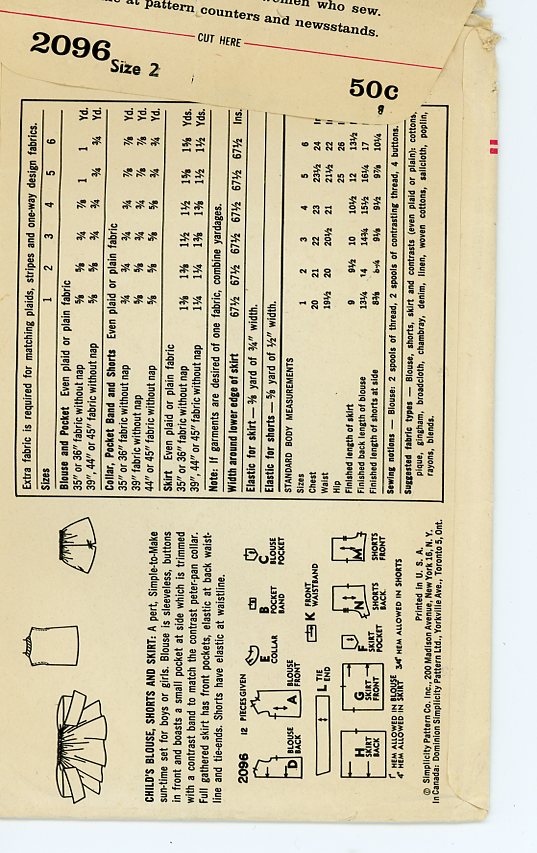 omen who sew.
e at pattern counters and newsstands.
CUT HERE
2096
Size 2
50c
8
Extra fabric is required for matching plaids, stripes and one-way design fabrics.
Sizes 1 2 3 4 5 6
Blouse and Pocket Even plaid or plain fabric
35" or 36" fabric without nap ⅝ ⅝ ¾ ⅞ 1 1 Yd.
39", 44" or 45" fabric without nap ⅝ ⅝ ¾ ¾ ¾ ¾ Yd.
Collar, Pocket Band and Shorts Even plaid or plain fabric
35" or 36" fabric without nap ¾ ¾ ¾ ¾ ⅞ ⅞ Yd.
39" fabric without nap ⅝ ⅝ ¾ ¾ ¾ ⅞ Yd.
44" or 45" fabric without nap ⅝ ⅝ ⅝ ⅝ ¾ ¾ Yd.
Skirt Even plaid or plain fabric
35" or 36" fabric without nap 1⅜ 1⅜ 1½ 1½ 1⅝ 1⅝ Yds.
39", 44" or 45" fabric without nap 1¼ 1¼ 1⅜ 1⅜ 1½ 1½ Yds.
Note: If garments are desired of one fabric, combine yardages.
Width around lower edge of skirt 67½ 67½ 67½ 67½ 67½ 67½ Ins.
Elastic for skirt — ⅜ yard of ¾" width.
Elastic for shorts — ⅝ yard of ½" width.
STANDARD BODY MEASUREMENTS
Sizes 1 2 3 4 5 6
Chest 20 21 22 23 23½ 24 In
Waist 19½ 20 20½ 21 21½ 22
Hip 25 26
Finished length of skirt 9 9½ 10 10½ 12 13½
Finished back length of blouse 13¼ 14 14¾ 15½ 16¼ 17
Finished length of shorts at side 8⅜ 9⅛ 9½ 9⅞ 10¼
Sewing notions — Blouse: 2 spools of thread, 2 spools of contrasting thread, 4 buttons.
Suggested fabric types — Blouse, shorts, skirt and contrasts (even plaid or plain): cottons,
pique, gingham, broadcloth, chambray, denim, linen, woven cottons, sailcloth, poplin,
rayons, blends.
CHILD'S BLOUSE, SHORTS AND SKIRT: A pert, Simple-to-Make
sun-time set for boys or girls. Blouse is sleeveless, buttons
in front and boasts a small pocket at side which is trimmed
with a contrast band to match the contrast peter-pan collar.
Full gathered skirt has front pockets, elastic at back waist-
line and tie-ends. Shorts have elastic at waistline.
2096 12 PIECES GIVEN
D BLOUSE BACK
A BLOUSE FRONT
E COLLAR
B POCKET BAND
C BLOUSE POCKET
L TIE END
K FRONT WAISTBAND
H SKIRT BACK
G SKIRT FRONT
F SKIRT POCKET
N SHORTS BACK
M SHORTS FRONT
1" HEM ALLOWED IN BLOUSE
4" HEM ALLOWED IN SKIRT
¾" HEM ALLOWED IN SHORTS
Printed in U. S. A.
© Simplicity Pattern Co. Inc., 200 Madison Avenue, New York 16, N. Y.
In Canada: Dominion Simplicity Pattern Ltd., Yorkville Ave., Toronto 5, Ont.